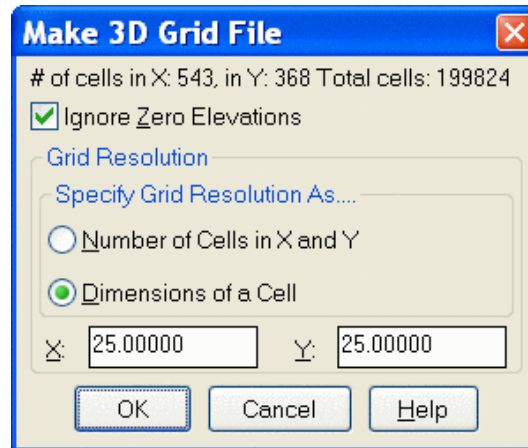 Make 3D Grid File
# of cells in X: 543, in Y: 368 Total cells: 199824
Ignore Zero Elevations
Grid Resolution
Specify Grid Resolution As....
Number of Cells in X and Y
Dimensions of a Cell
X: 25.00000 Y: 25.00000
OK Cancel Help